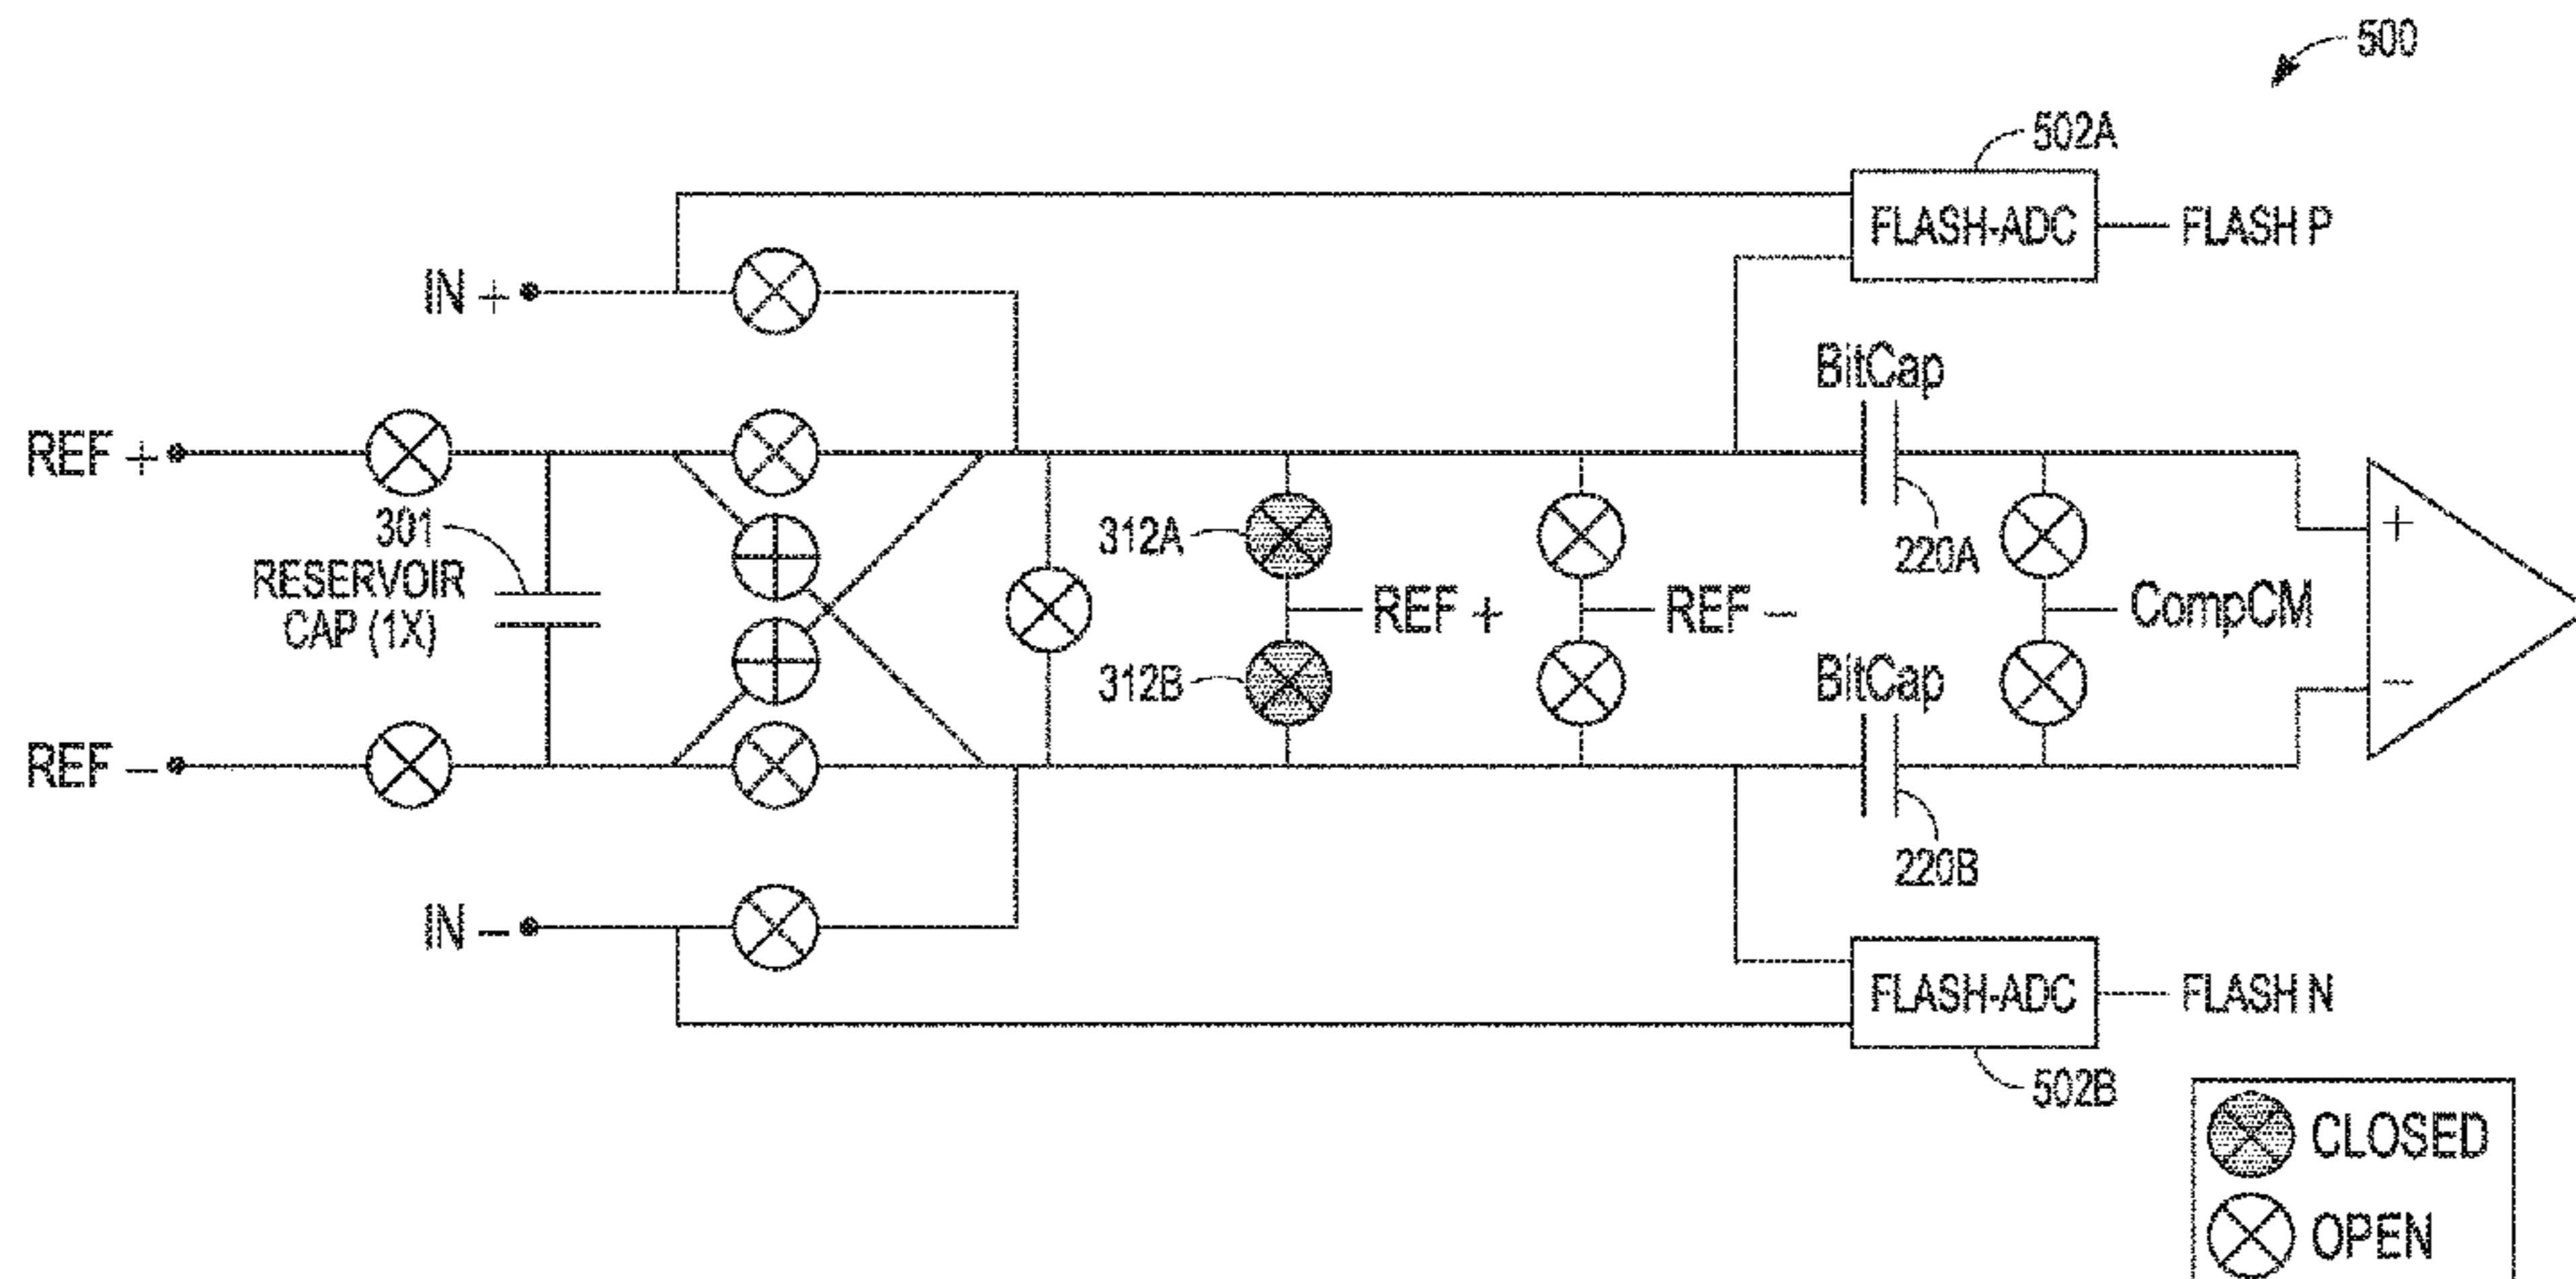 500
502A
FLASH-ADC
FLASH P
IN +
BitCap
REF +
301
RESERVOIR
CAP (1X)
312A
220A
+
REF +
REF -
CompCM
312B
BitCap
-
REF -
220B
IN -
FLASH-ADC
FLASH N
502B
CLOSED
OPEN